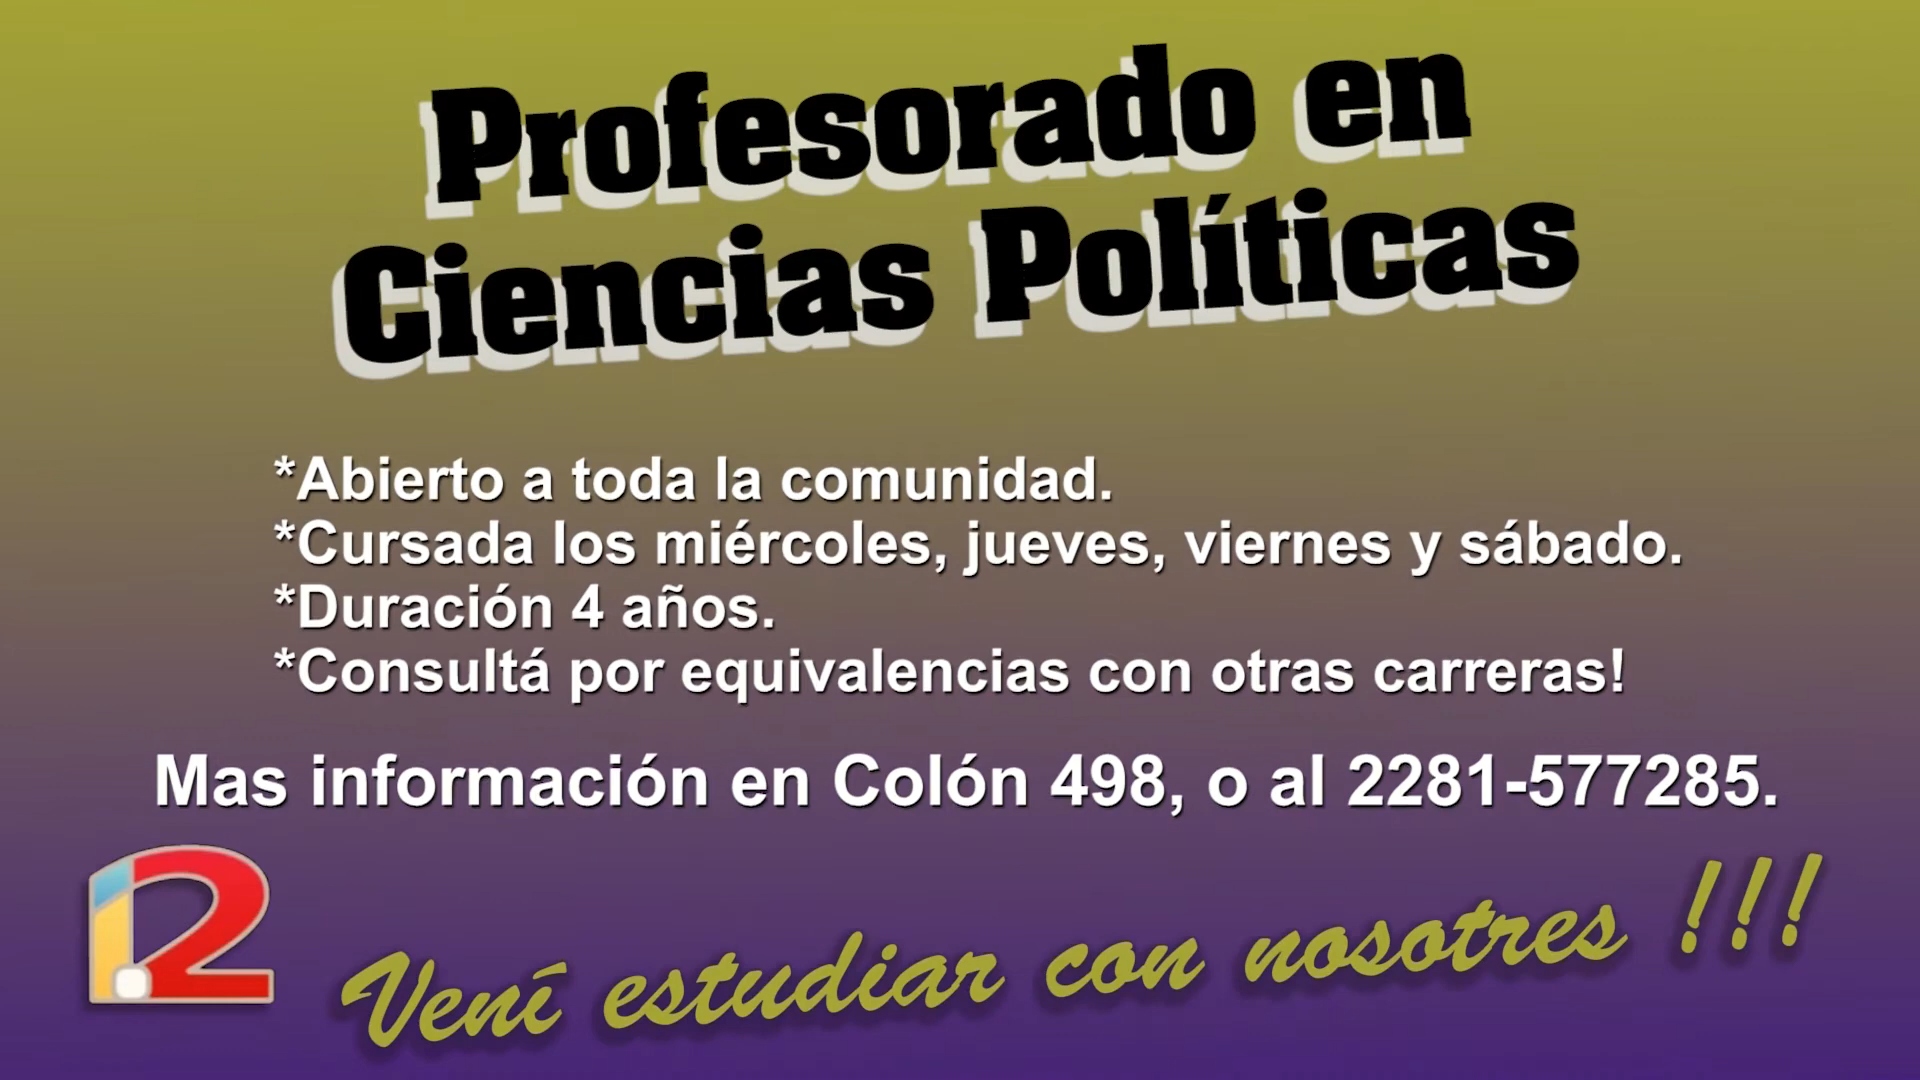 Profesorado en
Ciencias Políticas
*Abierto a toda la comunidad.
*Cursada los miércoles, jueves, viernes y sábado.
*Duración 4 años.
*Consultá por equivalencias con otras carreras!
Mas información en Colón 498, o al 2281-577285.
i2
Vení estudiar con nosotres !!!